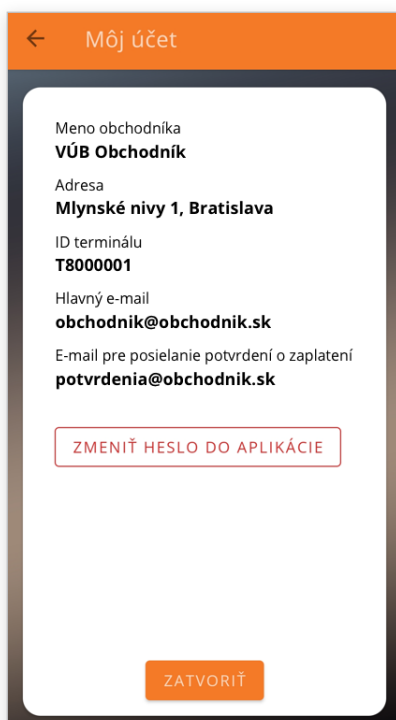 Môj účet
Meno obchodníka
VÚB Obchodník
Adresa
Mlynské nivy 1, Bratislava
ID terminálu
T8000001
Hlavný e-mail
obchodnik@obchodnik.sk
E-mail pre posielanie potvrdení o zaplatení
potvrdenia@obchodnik.sk
ZMENIŤ HESLO DO APLIKÁCIE
ZATVORIŤ